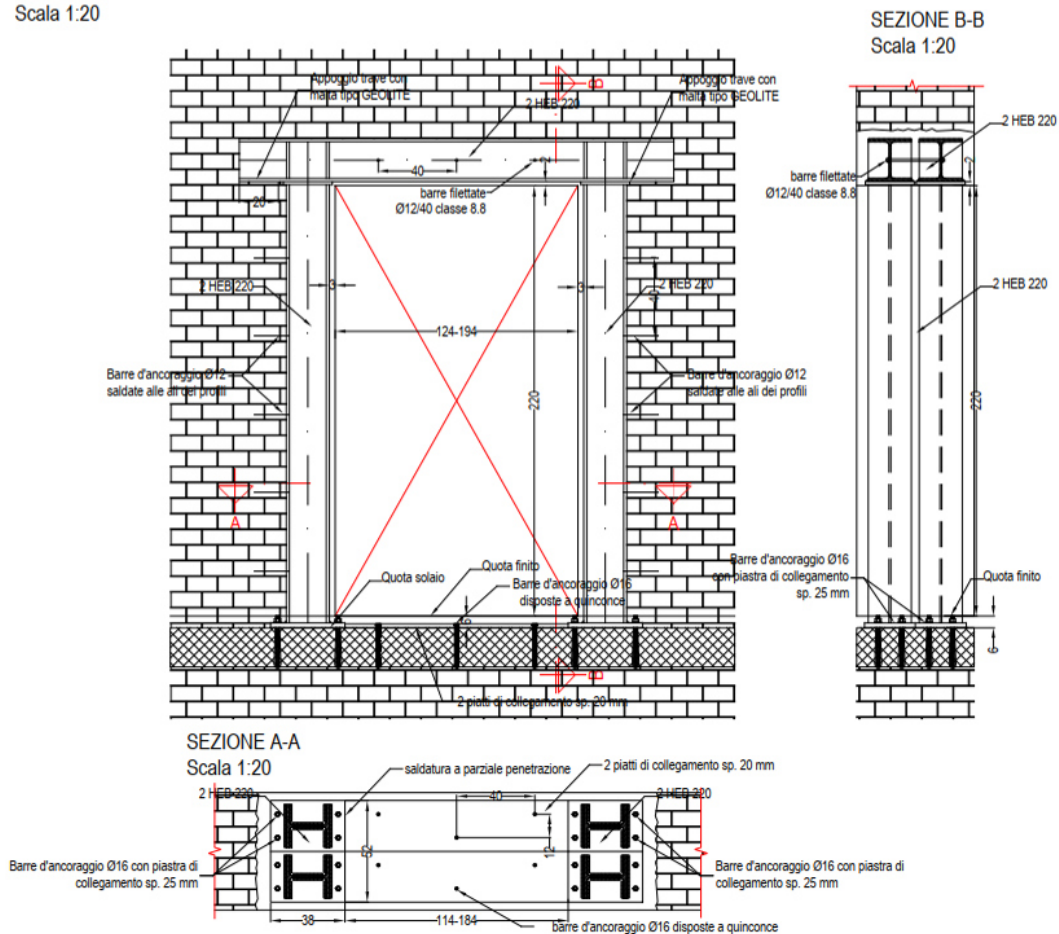 Scala 1:20
SEZIONE B-B
Scala 1:20
Appoggio trave con
malta tipo GEOLITE
2 HEB 220
B
Appoggio trave con
malta tipo GEOLITE
40
2
barre filettate
Ø12/40 classe 8.8
20
2 HEB 220
3
3
2 HEB 220
40
124-194
Barre d'ancoraggio Ø12
saldate alle ali dei profili
220
Barre d'ancoraggio Ø12
saldate alle ali dei profili
A
A
Quota solaio
Quota finito
Barre d'ancoraggio Ø16
disposte a quinconce
6
B
2 piatti di collegamento sp. 20 mm
2 HEB 220
barre filettate
Ø12/40 classe 8.8
2
2 HEB 220
220
Barre d'ancoraggio Ø16
con piastra di collegamento
sp. 25 mm
Quota finito
6
SEZIONE A-A
Scala 1:20
saldatura a parziale penetrazione
2 piatti di collegamento sp. 20 mm
2 HEB 220
40
2 HEB 220
52
12
Barre d'ancoraggio Ø16 con piastra di
collegamento sp. 25 mm
Barre d'ancoraggio Ø16 con piastra di
collegamento sp. 25 mm
38
114-184
barre d'ancoraggio Ø16 disposte a quinconce